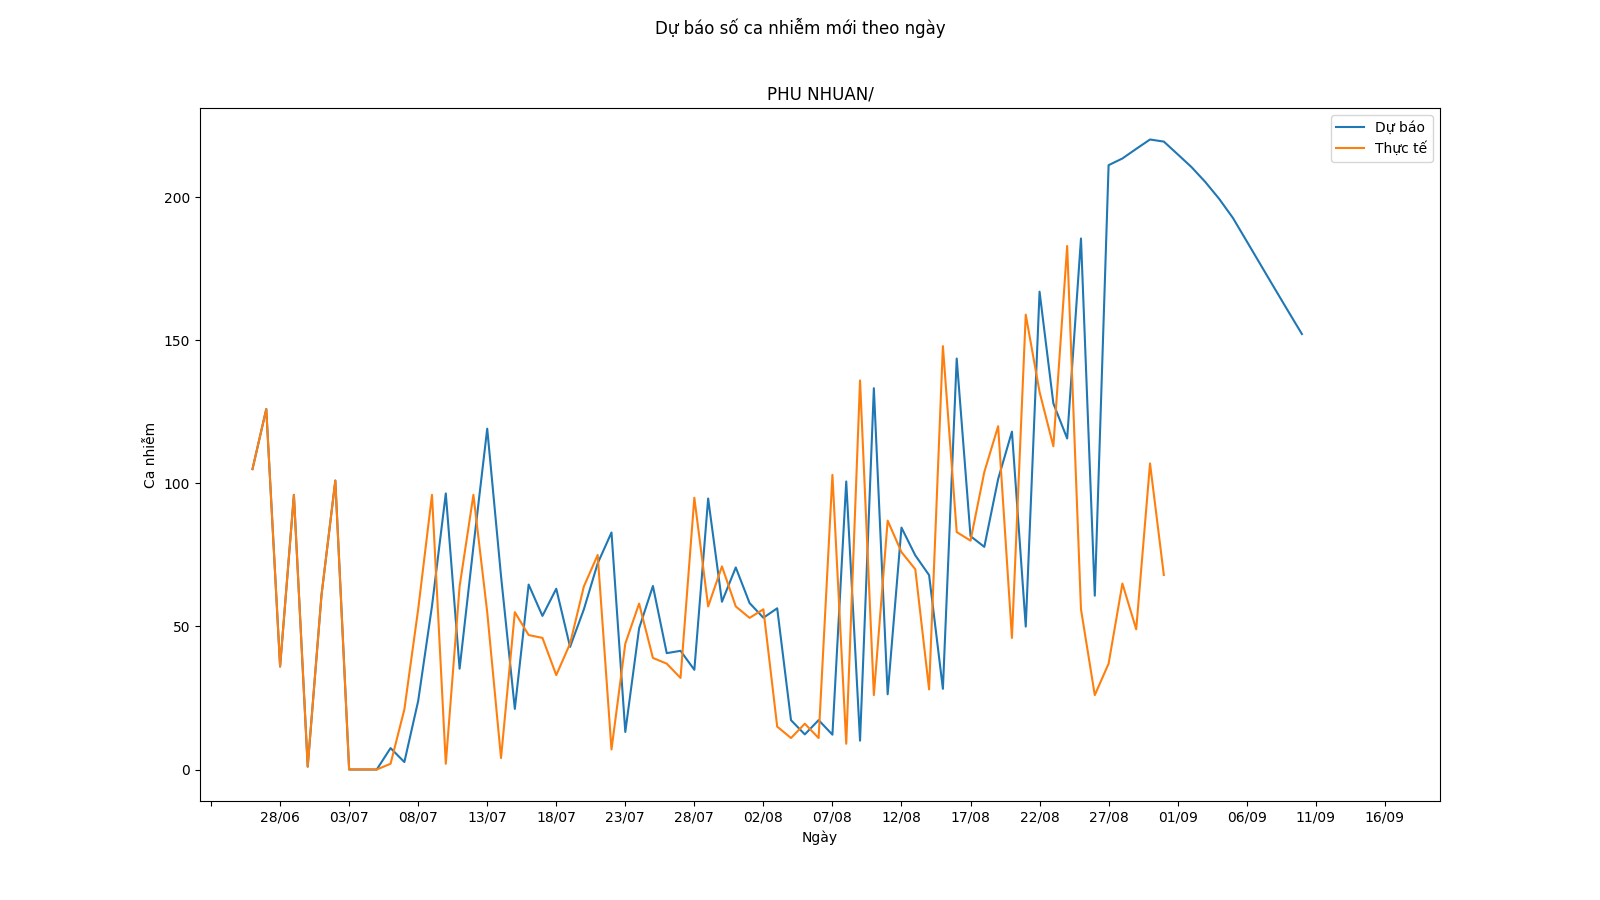 Dự báo số ca nhiễm mới theo ngày
PHU NHUAN/
Dự báo
Thực tế
Ca nhiễm
200
150
100
50
0
28/06 03/07 08/07 13/07 18/07 23/07 28/07 02/08 07/08 12/08 17/08 22/08 27/08 01/09 06/09 11/09 16/09
Ngày